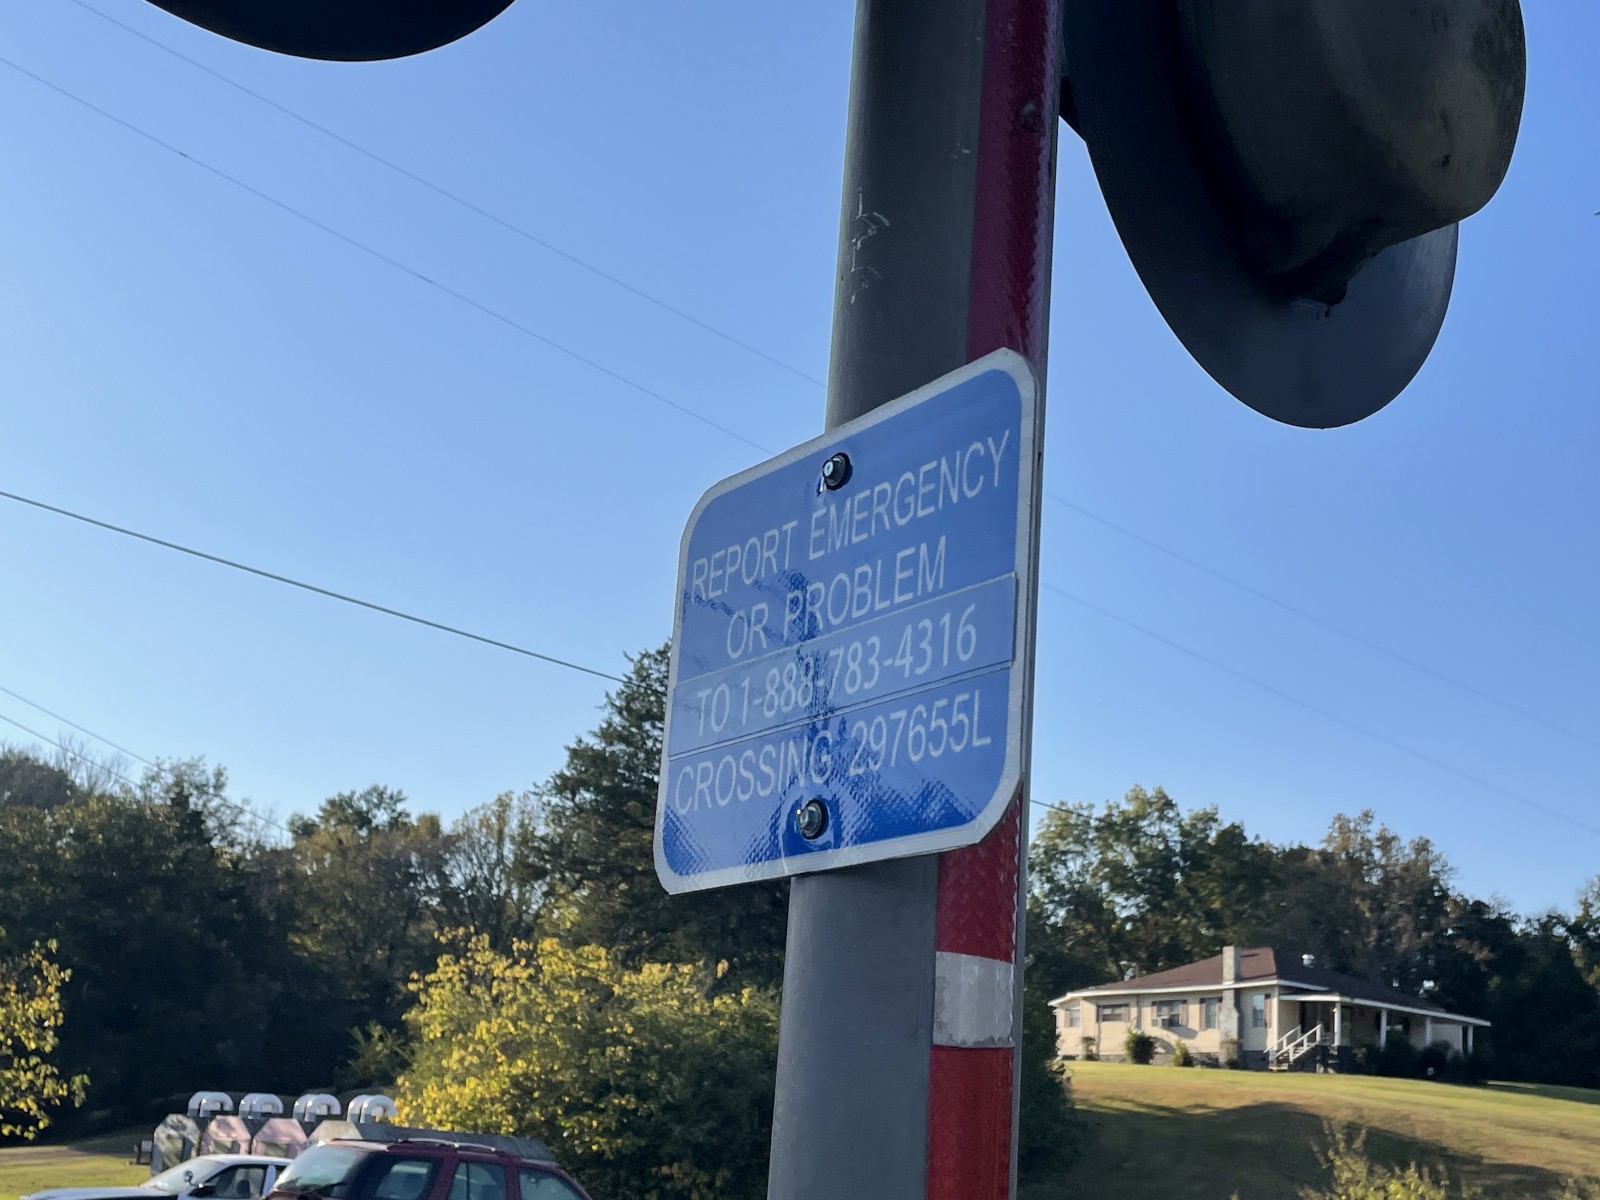 REPORT EMERGENCY
OR PROBLEM
TO 1-888-783-4316
CROSSING 297655L